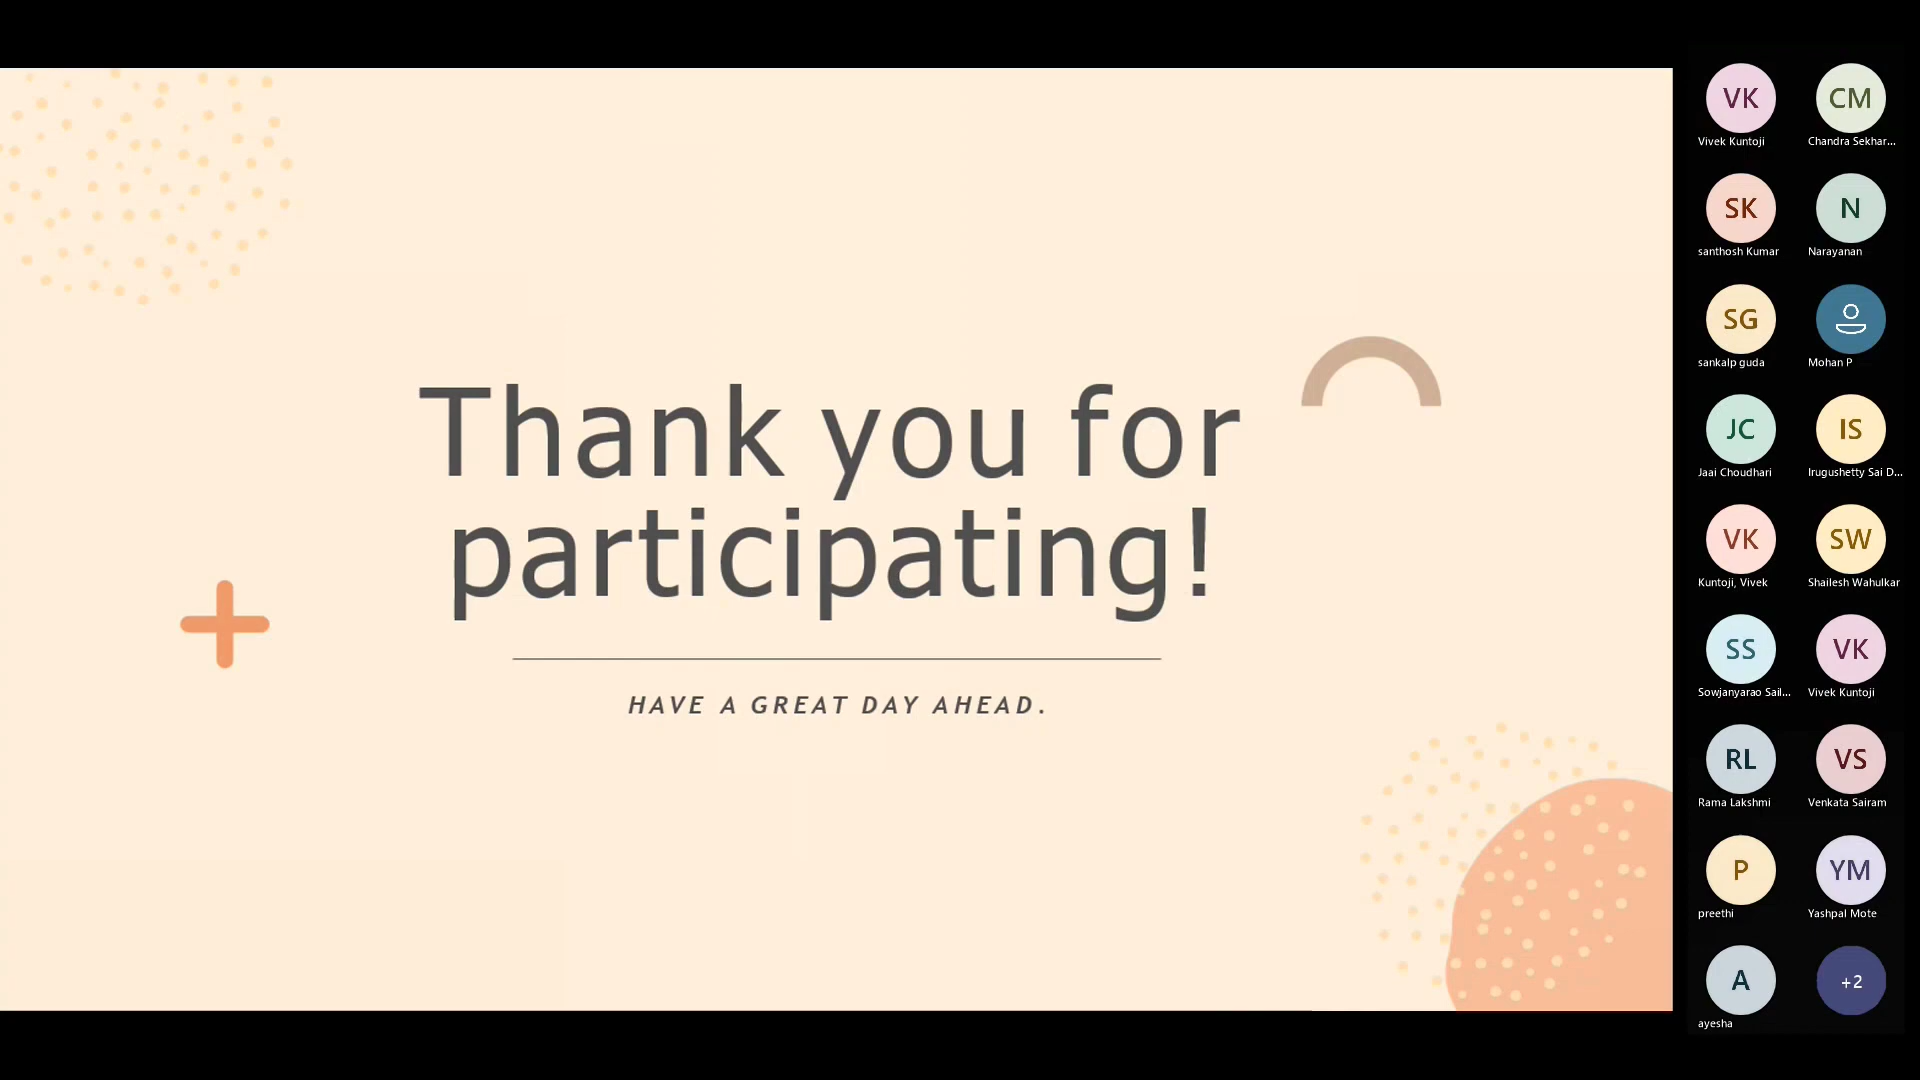 Thank you for
participating!
HAVE A GREAT DAY AHEAD.
VK
Vivek Kuntoji
CM
Chandra Sekhar...
SK
santhosh Kumar
N
Narayanan
SG
sankalp guda
Mohan P
JC
Jaai Choudhari
IS
Irugushetty Sai D...
VK
Kuntoji, Vivek
SW
Shailesh Wahulkar
SS
Sowjanyarao Sail...
VK
Vivek Kuntoji
RL
Rama Lakshmi
VS
Venkata Sairam
P
preethi
YM
Yashpal Mote
A
ayesha
+2